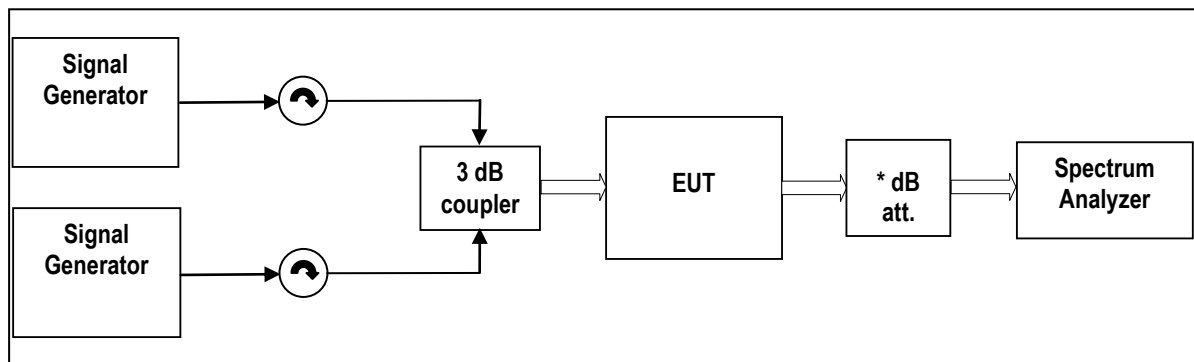 Signal
Generator
3 dB
coupler
EUT
* dB
att.
Spectrum
Analyzer
Signal
Generator